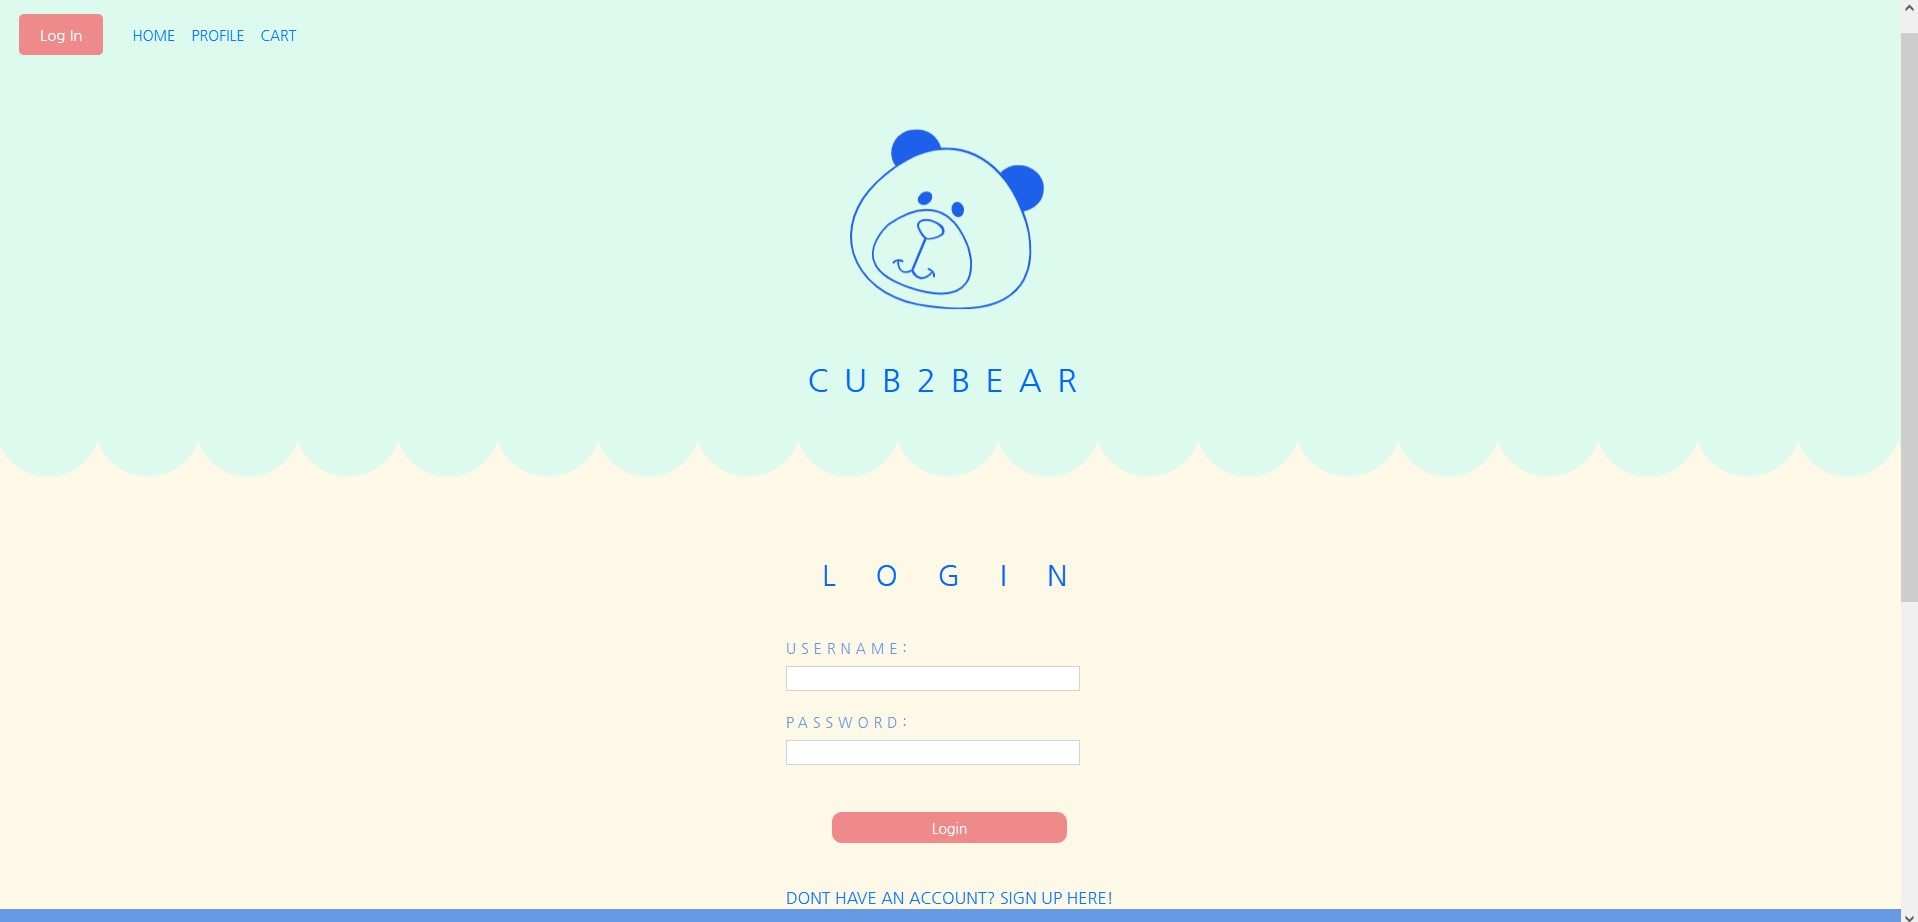 Log In HOME PROFILE CART
CUB2BEAR
LOGIN
USERNAME:
PASSWORD:
Login
DONT HAVE AN ACCOUNT? SIGN UP HERE!